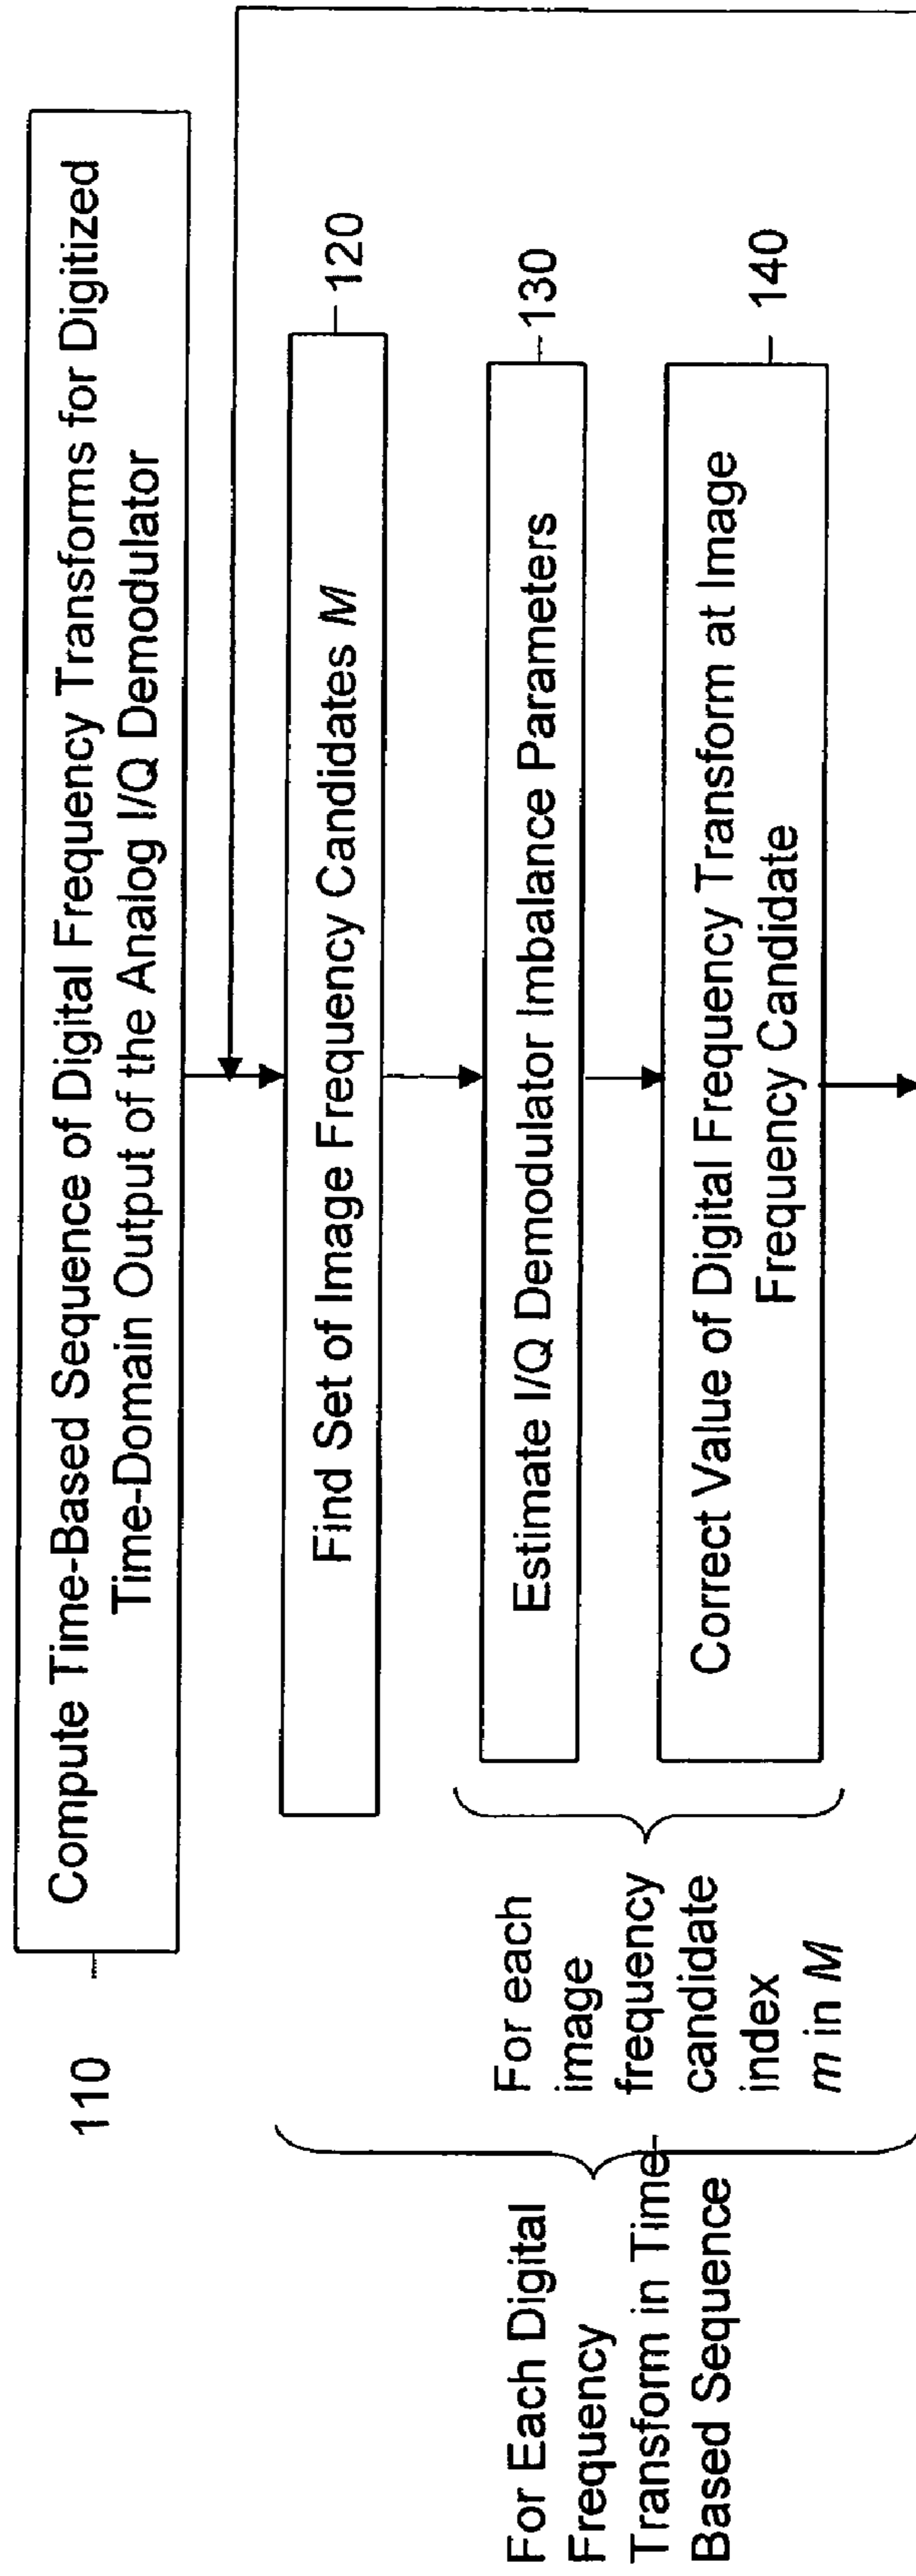 110
Compute Time-Based Sequence of Digital Frequency Transforms for Digitized
Time-Domain Output of the Analog I/Q Demodulator
Find Set of Image Frequency Candidates M
120
Estimate I/Q Demodulator Imbalance Parameters
130
Correct Value of Digital Frequency Transform at Image
Frequency Candidate
140
For each
image
frequency
candidate
index
m in M
For Each Digital
Frequency
Transform in Time-
Based Sequence